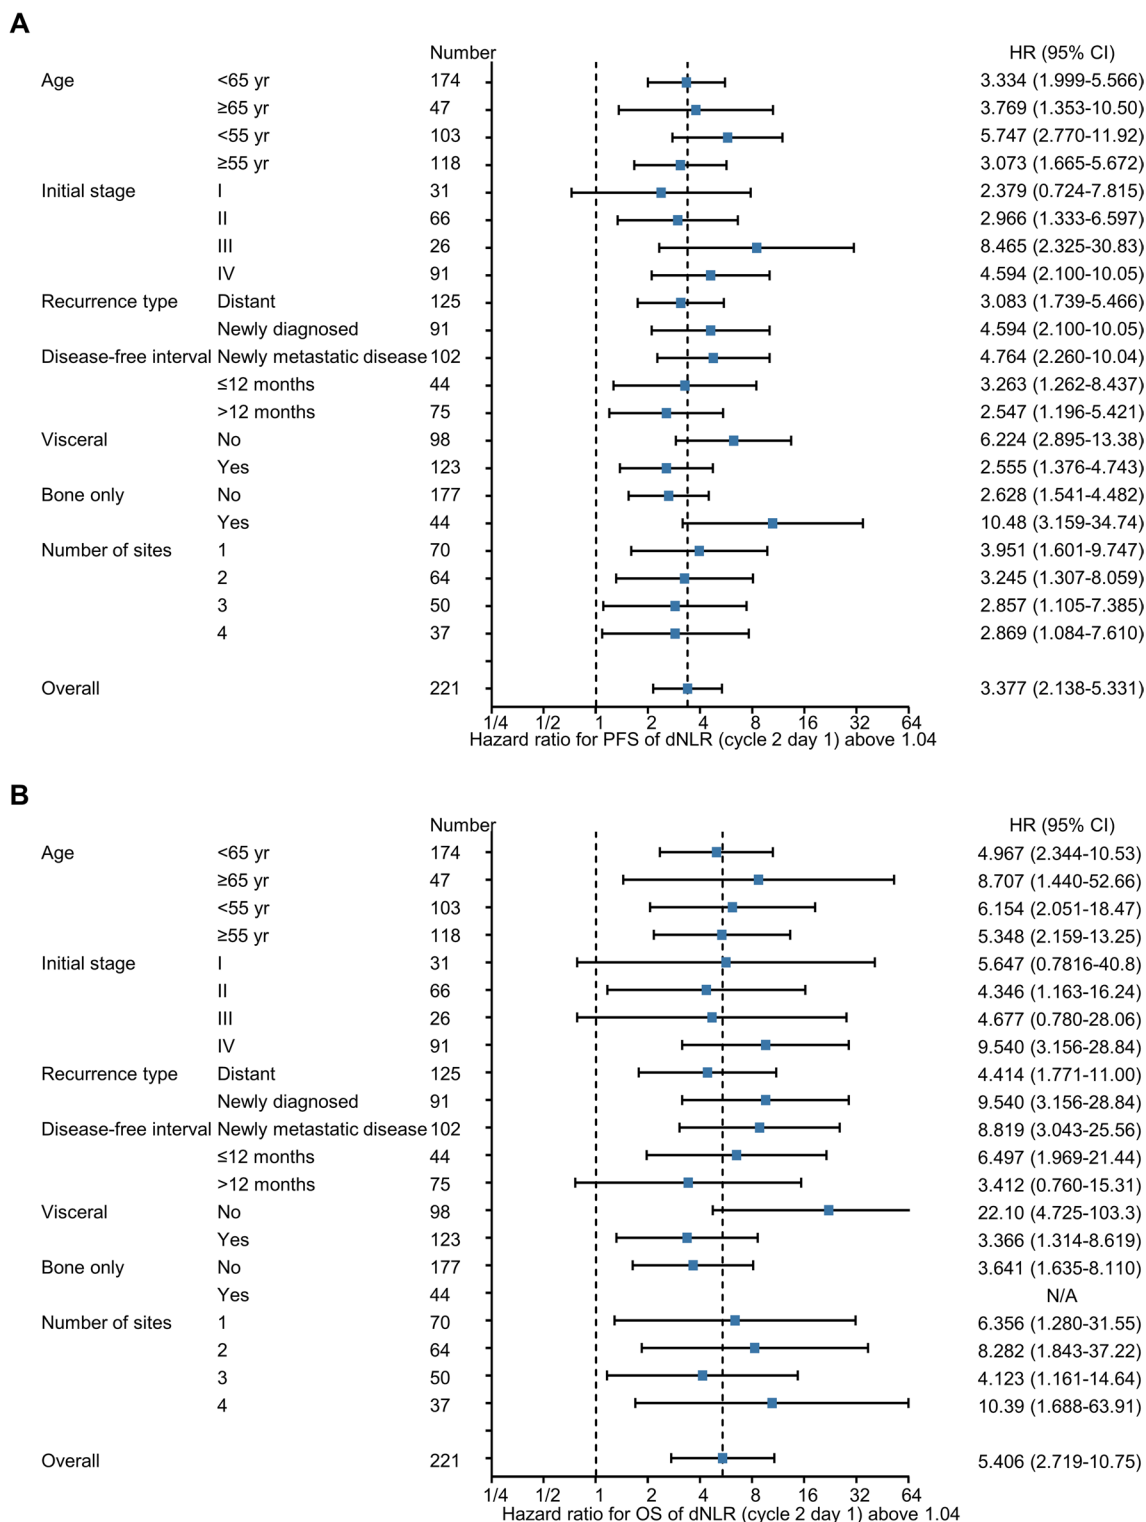 A
Number HR (95% CI)
Age <65 yr 174 3.334 (1.999-5.566)
≥65 yr 47 3.769 (1.353-10.50)
<55 yr 103 5.747 (2.770-11.92)
≥55 yr 118 3.073 (1.665-5.672)
Initial stage I 31 2.379 (0.724-7.815)
II 66 2.966 (1.333-6.597)
III 26 8.465 (2.325-30.83)
IV 91 4.594 (2.100-10.05)
Recurrence type Distant 125 3.083 (1.739-5.466)
Newly diagnosed 91 4.594 (2.100-10.05)
Disease-free interval Newly metastatic disease 102 4.764 (2.260-10.04)
≤12 months 44 3.263 (1.262-8.437)
>12 months 75 2.547 (1.196-5.421)
Visceral No 98 6.224 (2.895-13.38)
Yes 123 2.555 (1.376-4.743)
Bone only No 177 2.628 (1.541-4.482)
Yes 44 10.48 (3.159-34.74)
Number of sites 1 70 3.951 (1.601-9.747)
2 64 3.245 (1.307-8.059)
3 50 2.857 (1.105-7.385)
4 37 2.869 (1.084-7.610)
Overall 221 3.377 (2.138-5.331)
1/4 1/2 1 2 4 8 16 32 64
Hazard ratio for PFS of dNLR (cycle 2 day 1) above 1.04
B
Number HR (95% CI)
Age <65 yr 174 4.967 (2.344-10.53)
≥65 yr 47 8.707 (1.440-52.66)
<55 yr 103 6.154 (2.051-18.47)
≥55 yr 118 5.348 (2.159-13.25)
Initial stage I 31 5.647 (0.7816-40.8)
II 66 4.346 (1.163-16.24)
III 26 4.677 (0.780-28.06)
IV 91 9.540 (3.156-28.84)
Recurrence type Distant 125 4.414 (1.771-11.00)
Newly diagnosed 91 9.540 (3.156-28.84)
Disease-free interval Newly metastatic disease 102 8.819 (3.043-25.56)
≤12 months 44 6.497 (1.969-21.44)
>12 months 75 3.412 (0.760-15.31)
Visceral No 98 22.10 (4.725-103.3)
Yes 123 3.366 (1.314-8.619)
Bone only No 177 3.641 (1.635-8.110)
Yes 44 N/A
Number of sites 1 70 6.356 (1.280-31.55)
2 64 8.282 (1.843-37.22)
3 50 4.123 (1.161-14.64)
4 37 10.39 (1.688-63.91)
Overall 221 5.406 (2.719-10.75)
1/4 1/2 1 2 4 8 16 32 64
Hazard ratio for OS of dNLR (cycle 2 day 1) above 1.04